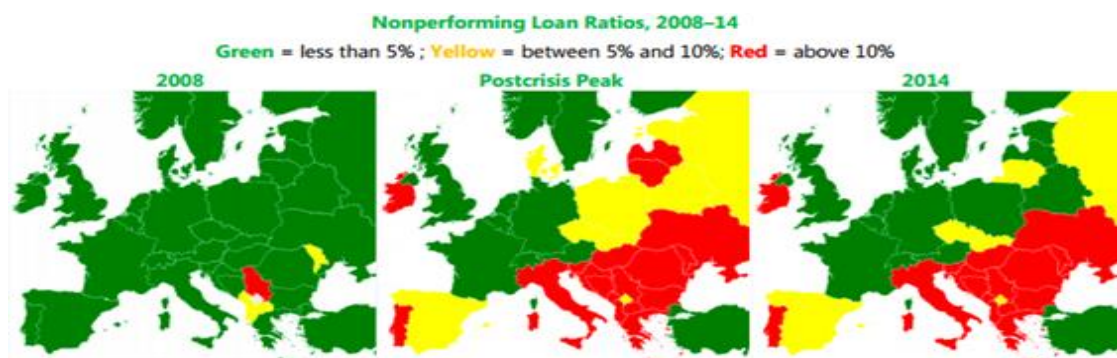 Nonperforming Loan Ratios, 2008–14
Green = less than 5% ; Yellow = between 5% and 10%; Red = above 10%
2008
Postcrisis Peak
2014